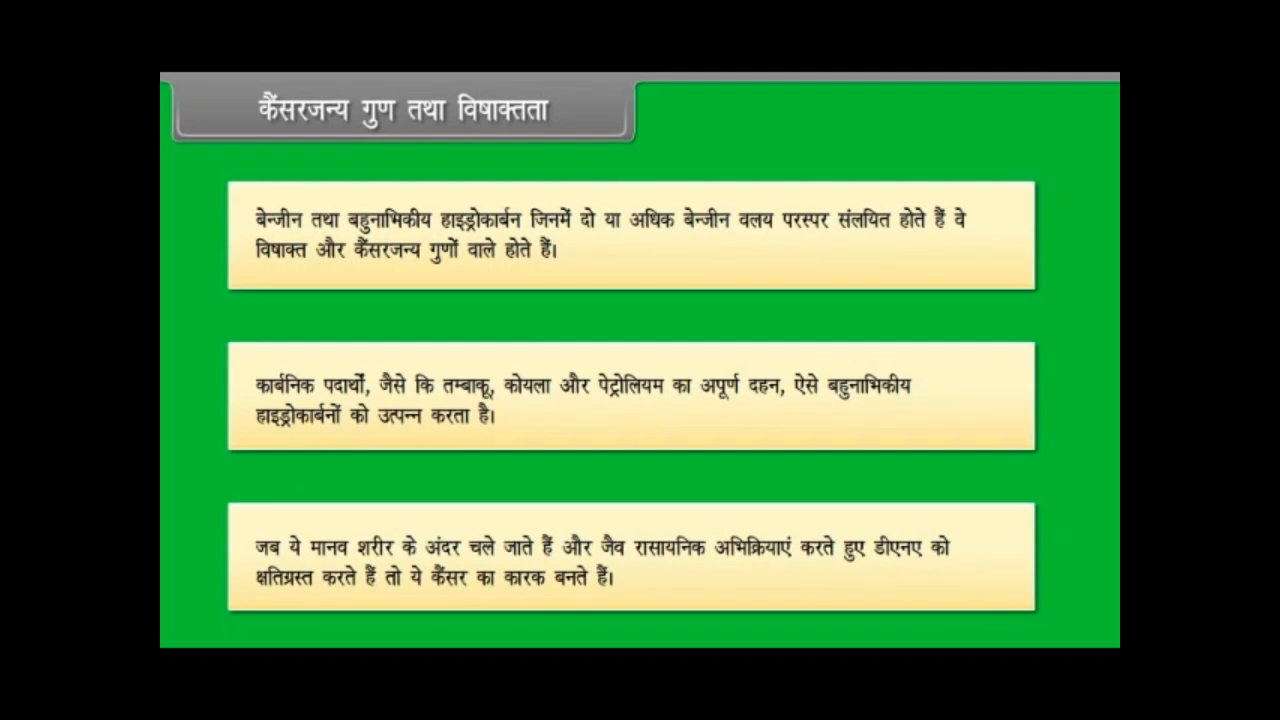 कैंसरजन्य गुण तथा विषाक्तता
बेन्जीन तथा बहुनाभिकीय हाइड्रोकार्बन जिनमें दो या अधिक बेन्जीन वलय परस्पर संलयित होते हैं वे
विषाक्त और कैंसरजन्य गुणों वाले होते हैं।
कार्बनिक पदार्थों, जैसे कि तम्बाकू, कोयला और पेट्रोलियम का अपूर्ण दहन, ऐसे बहुनाभिकीय
हाइड्रोकार्बनों को उत्पन्न करता है।
जब ये मानव शरीर के अंदर चले जाते हैं और जैव रासायनिक अभिक्रियाएं करते हुए डीएनए को
क्षतिग्रस्त करते हैं तो ये कैंसर का कारक बनते हैं।